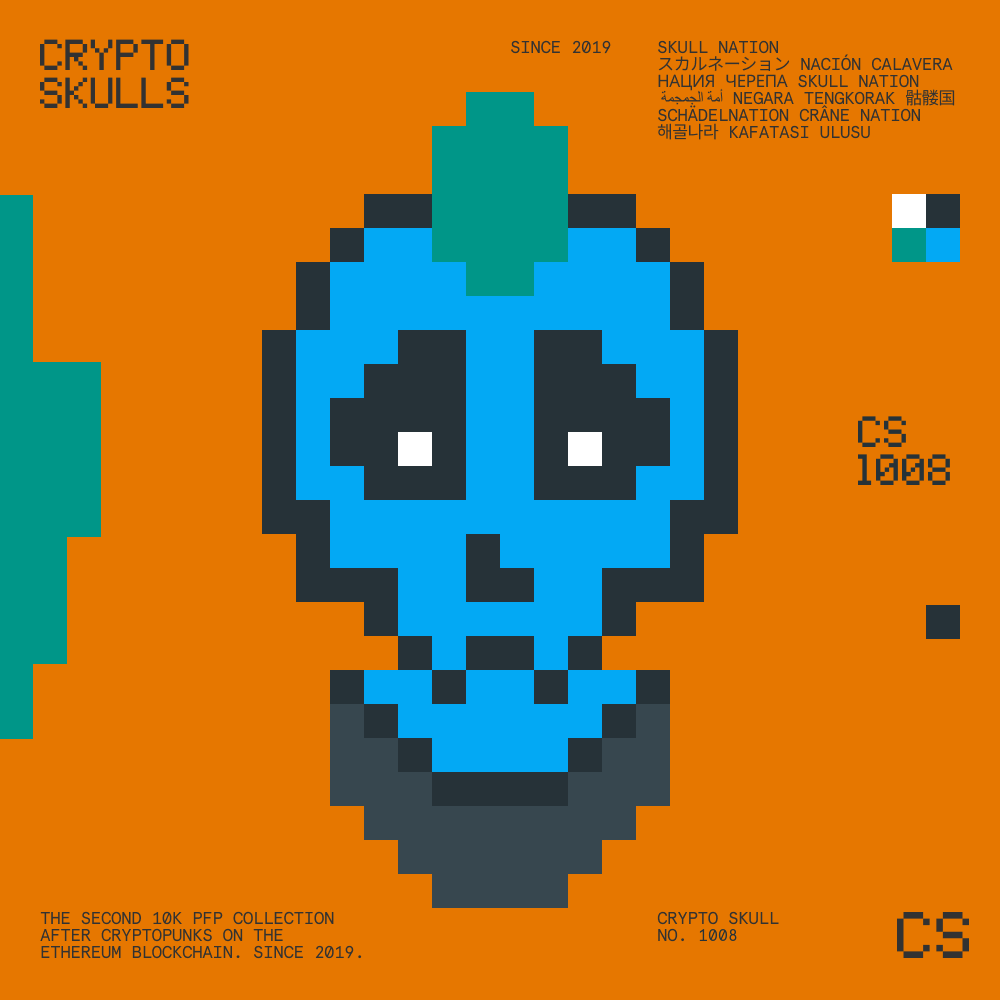 CRYPTO
SKULLS
SINCE 2019
SKULL NATION
スカルネーション NACIÓN CALAVERA
НАЦИЯ ЧЕРЕПА SKULL NATION
أمة الجمجمة NEGARA TENGKORAK 骷髅国
SCHÄDELNATION CRÂNE NATION
해골나라 KAFATASI ULUSU
CS
1008
THE SECOND 10K PFP COLLECTION
AFTER CRYPTOPUNKS ON THE
ETHEREUM BLOCKCHAIN. SINCE 2019.
CRYPTO SKULL
NO. 1008
CS